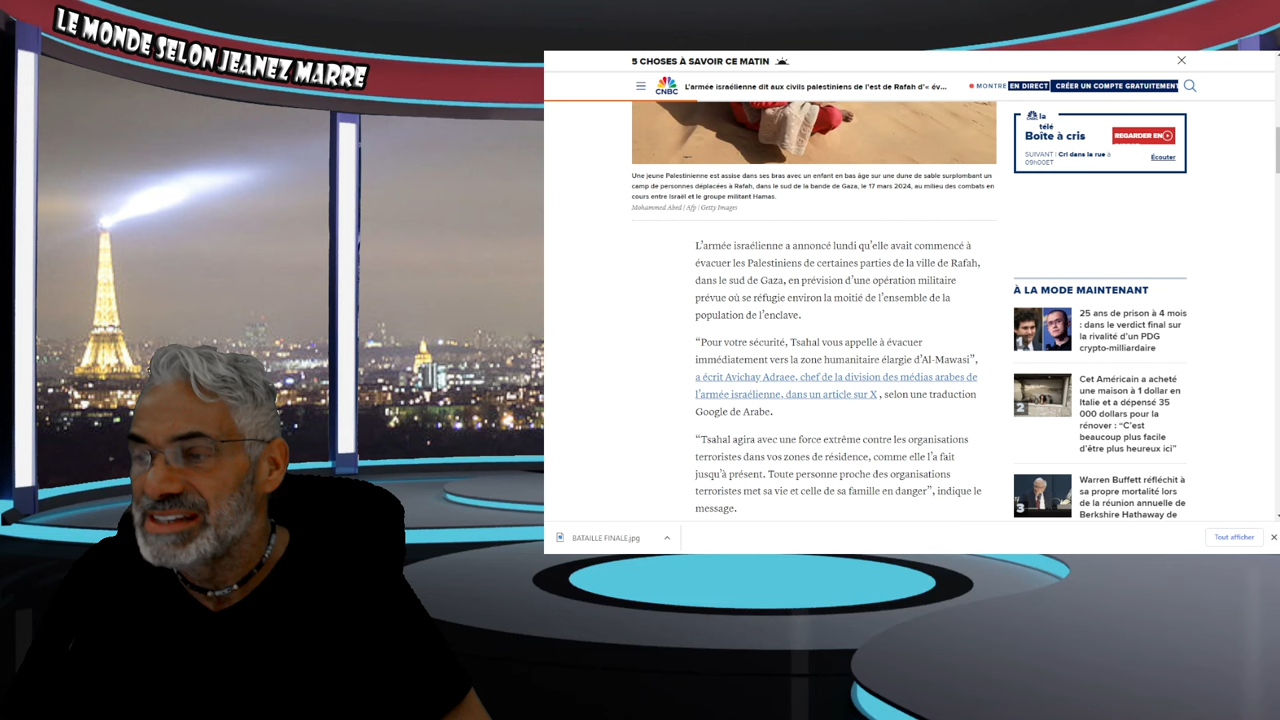 LE MONDE SELON JEANEZ MARRE
5 CHOSES À SAVOIR CE MATIN
CNBC
L'armée israélienne dit aux civils palestiniens de l'est de Rafah d'« év...
MONTRE
EN DIRECT
CRÉER UN COMPTE GRATUITEMENT
Une jeune Palestinienne est assise dans ses bras avec un enfant en bas âge sur une dune de sable surplombant un
camp de personnes déplacées à Rafah, dans le sud de la bande de Gaza, le 17 mars 2024, au milieu des combats en
cours entre Israël et le groupe militant Hamas.
Mohammed Abed | Afp | Getty Images
L'armée israélienne a annoncé lundi qu'elle avait commencé à
évacuer les Palestiniens de certaines parties de la ville de Rafah,
dans le sud de Gaza, en prévision d'une opération militaire
prévue où se réfugie environ la moitié de l'ensemble de la
population de l'enclave.
“Pour votre sécurité, Tsahal vous appelle à évacuer
immédiatement vers la zone humanitaire élargie d'Al-Mawasi”,
a écrit Avichay Adraee, chef de la division des médias arabes de
l'armée israélienne, dans un article sur X , selon une traduction
Google de Arabe.
“Tsahal agira avec une force extrême contre les organisations
terroristes dans vos zones de résidence, comme elle l'a fait
jusqu'à présent. Toute personne proche des organisations
terroristes met sa vie et celle de sa famille en danger”, indique le
message.
la
télé
Boîte à cris
REGARDER EN
SUIVANT | Cri dans la rue à
09h00ET
Écouter
À LA MODE MAINTENANT
1
25 ans de prison à 4 mois
: dans le verdict final sur
la rivalité d'un PDG
crypto-milliardaire
2
Cet Américain a acheté
une maison à 1 dollar en
Italie et a dépensé 35
000 dollars pour la
rénover : “C'est
beaucoup plus facile
d'être plus heureux ici”
3
Warren Buffett réfléchit à
sa propre mortalité lors
de la réunion annuelle de
Berkshire Hathaway de
BATAILLE FINALE.jpg
Tout afficher